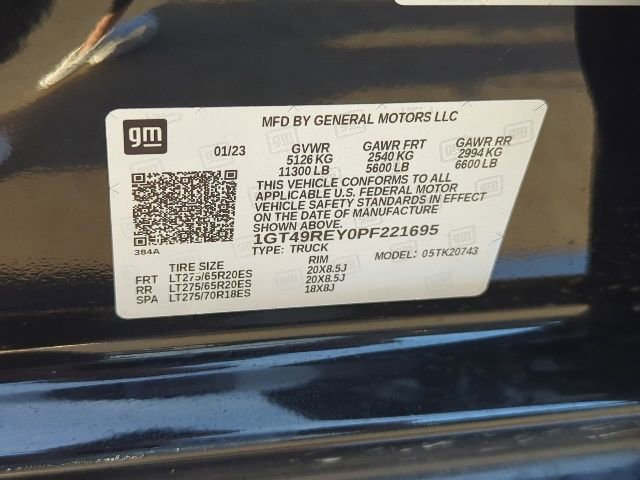 MFD BY GENERAL MOTORS LLC
gm
01/23 GVWR GAWR FRT GAWR RR
5126 KG 2540 KG 2994 KG
11300 LB 5600 LB 6600 LB
THIS VEHICLE CONFORMS TO ALL
APPLICABLE U.S. FEDERAL MOTOR
VEHICLE SAFETY STANDARDS IN EFFECT
ON THE DATE OF MANUFACTURE SHOWN ABOVE.
1GT49REY0PF221695
384A
TYPE: TRUCK MODEL: 05TK20743
TIRE SIZE RIM
FRT LT275/65R20ES 20X8.5J
RR LT275/65R20ES 20X8.5J
SPA LT275/70R18ES 18X8J